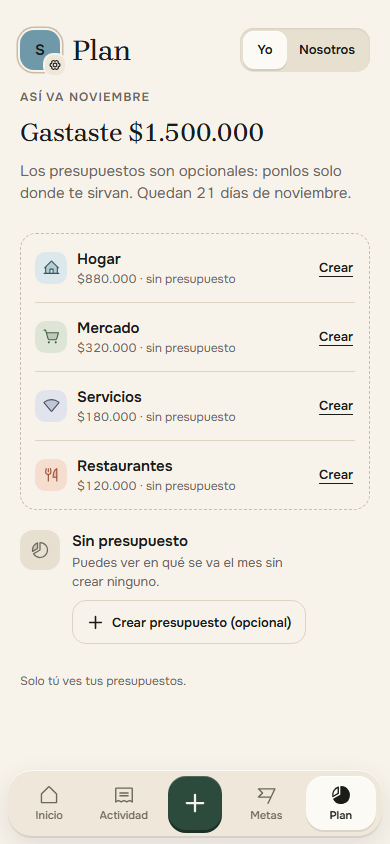 S
Plan
Yo
Nosotros
ASÍ VA NOVIEMBRE
Gastaste $1.500.000
Los presupuestos son opcionales: ponlos solo
donde te sirvan. Quedan 21 días de noviembre.
Hogar
$880.000 · sin presupuesto
Crear
Mercado
$320.000 · sin presupuesto
Crear
Servicios
$180.000 · sin presupuesto
Crear
Restaurantes
$120.000 · sin presupuesto
Crear
Sin presupuesto
Puedes ver en qué se va el mes sin
crear ninguno.
Crear presupuesto (opcional)
Solo tú ves tus presupuestos.
Inicio
Actividad
Metas
Plan